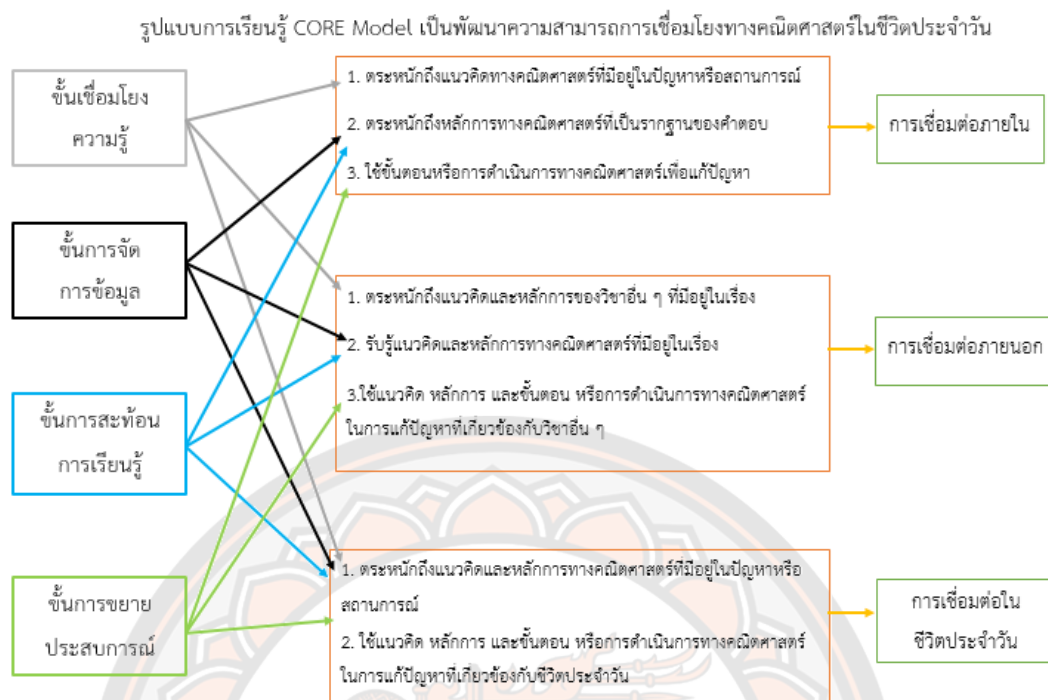 รูปแบบการเรียนรู้ CORE Model เป็นพัฒนาความสามารถการเชื่อมโยงทางคณิตศาสตร์ในชีวิตประจำวัน
ขั้นเชื่อมโยง
ความรู้
1. ตระหนักถึงแนวคิดทางคณิตศาสตร์ที่มีอยู่ในปัญหาหรือสถานการณ์
2. ตระหนักถึงหลักการทางคณิตศาสตร์ที่เป็นรากฐานของคำตอบ
3. ใช้ขั้นตอนหรือการดำเนินการทางคณิตศาสตร์เพื่อแก้ปัญหา
การเชื่อมต่อภายใน
ขั้นการจัด
การข้อมูล
1. ตระหนักถึงแนวคิดและหลักการของวิชาอื่น ๆ ที่มีอยู่ในเรื่อง
2. รับรู้แนวคิดและหลักการทางคณิตศาสตร์ที่มีอยู่ในเรื่อง
3.ใช้แนวคิด หลักการ และขั้นตอน หรือการดำเนินการทางคณิตศาสตร์
ในการแก้ปัญหาที่เกี่ยวข้องกับวิชาอื่น ๆ
การเชื่อมต่อภายนอก
ขั้นการสะท้อน
การเรียนรู้
ขั้นการขยาย
ประสบการณ์
1. ตระหนักถึงแนวคิดและหลักการทางคณิตศาสตร์ที่มีอยู่ในปัญหาหรือ
สถานการณ์
2. ใช้แนวคิด หลักการ และขั้นตอน หรือการดำเนินการทางคณิตศาสตร์
ในการแก้ปัญหาที่เกี่ยวข้องกับชีวิตประจำวัน
การเชื่อมต่อใน
ชีวิตประจำวัน